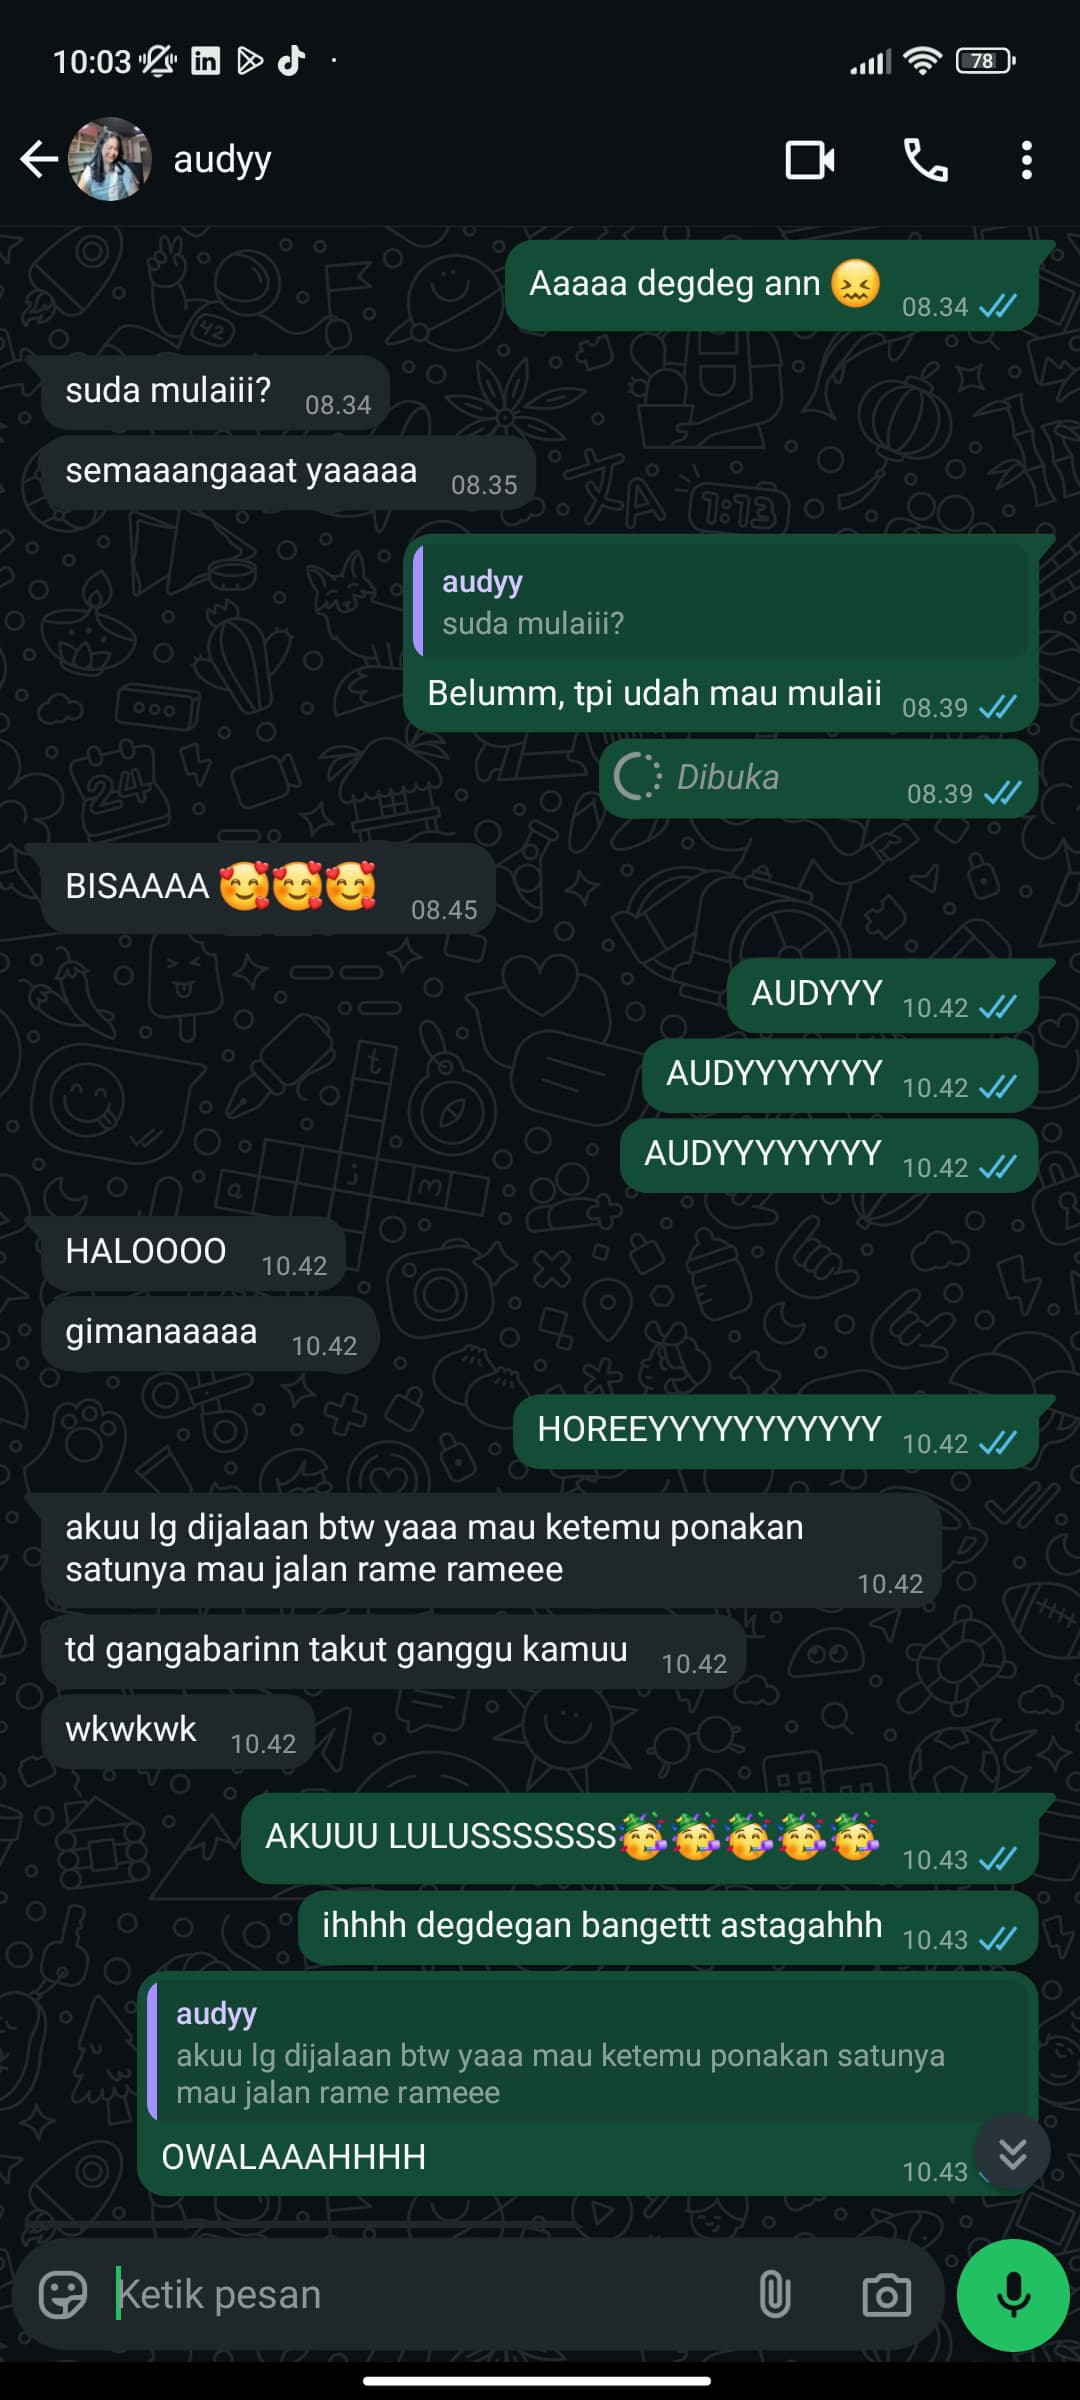 10:03
78
audyy
Aaaaa degdeg ann 😖 08.34
suda mulaiii? 08.34
semaaangaaat yaaaaa 08.35
audyy
suda mulaiii?
Belumm, tpi udah mau mulaii 08.39
Dibuka 08.39
BISAAAA 🥰🥰🥰 08.45
AUDYYY 10.42
AUDYYYYYYY 10.42
AUDYYYYYYYY 10.42
HALOOOO 10.42
gimanaaaaa 10.42
HOREEYYYYYYYYYYY 10.42
akuu lg dijalaan btw yaaa mau ketemu ponakan
satunya mau jalan rame rameee 10.42
td gangabarinn takut ganggu kamuu 10.42
wkwkwk 10.42
AKUUU LULUSSSSSSS🥳🥳🥳🥳🥳 10.43
ihhhh degdegan bangettt astagahhh 10.43
audyy
akuu lg dijalaan btw yaaa mau ketemu ponakan satunya
mau jalan rame rameee
OWALAAAHHHH 10.43
Ketik pesan